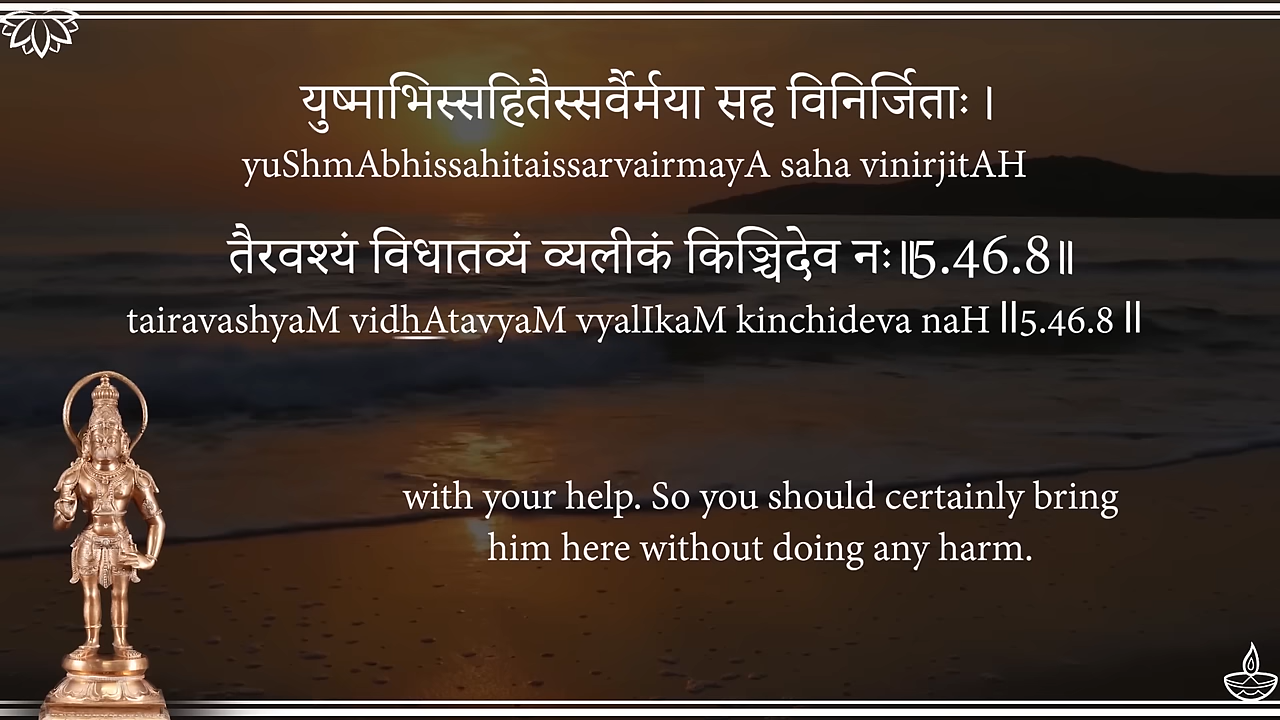 युष्माभिस्सहितैस्सर्वैर्मया सह विनिर्जिताः ।
yuShmAbhissahitaissarvairmayA saha vinirjitAH
तैरवश्यं विधातव्यं व्यलीकं किञ्चिदेव नः॥5.46.8॥
tairavashyaM vidhAtavyaM vyalIkaM kinchideva naH ॥5.46.8 ॥
with your help. So you should certainly bring
him here without doing any harm.